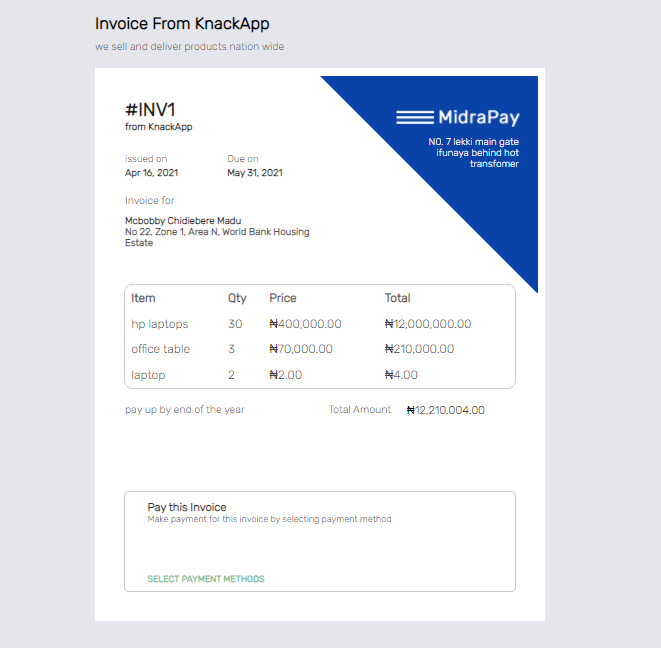 Invoice From KnackApp
we sell and deliver products nation wide
#INV1
from KnackApp
MidraPay
NO. 7 lekki main gate
ifunaya behind hot
transfomer
issued on Due on
Apr 16, 2021 May 31, 2021
Invoice for
Mcbobby Chidiebere Madu
No 22, Zone 1, Area N, World Bank Housing
Estate
Item Qty Price Total
hp laptops 30 ₦400,000.00 ₦12,000,000.00
office table 3 ₦70,000.00 ₦210,000.00
laptop 2 ₦2.00 ₦4.00
pay up by end of the year Total Amount ₦12,210,004.00
Pay this Invoice
Make payment for this invoice by selecting payment method
SELECT PAYMENT METHODS